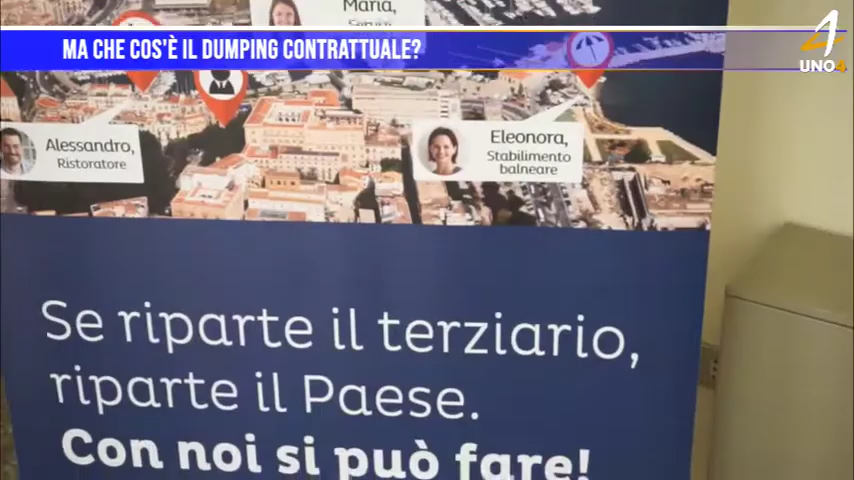 Maria,
MA CHE COS'È IL DUMPING CONTRATTUALE?
UNO4
Alessandro,
Ristoratore
Eleonora,
Stabilimento
balneare
Se riparte il terziario,
riparte il Paese.
Con noi si può fare!